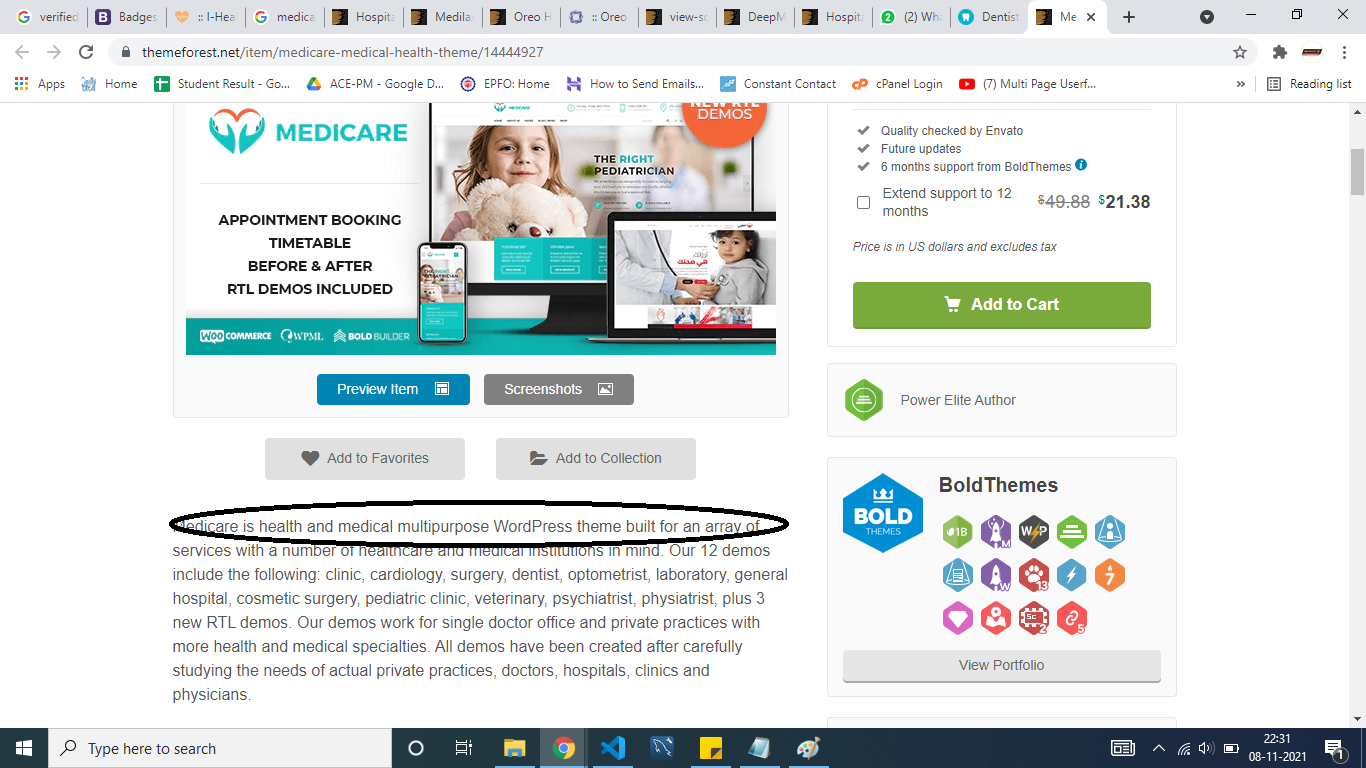 verified
Badges
:: I-Hea
medica
Hospita
Medila
Oreo H
:: Oreo
view-so
DeepM
Hospita
(2) Wha
Dentist
Me
themeforest.net/item/medicare-medical-health-theme/14444927
Apps
Home
Student Result - Go...
ACE-PM - Google D...
EPFO: Home
How to Send Emails...
Constant Contact
cPanel Login
(7) Multi Page Userf...
Reading list
MEDICARE
NEW RTL
DEMOS
THE RIGHT
PEDIATRICIAN
APPOINTMENT BOOKING
TIMETABLE
BEFORE & AFTER
RTL DEMOS INCLUDED
WOO COMMERCE
WPML
BOLD BUILDER
Preview Item
Screenshots
Add to Favorites
Add to Collection
Medicare is health and medical multipurpose WordPress theme built for an array of
services with a number of healthcare and medical institutions in mind. Our 12 demos
include the following: clinic, cardiology, surgery, dentist, optometrist, laboratory, general
hospital, cosmetic surgery, pediatric clinic, veterinary, psychiatrist, physiatrist, plus 3
new RTL demos. Our demos work for single doctor office and private practices with
more health and medical specialties. All demos have been created after carefully
studying the needs of actual private practices, doctors, hospitals, clinics and
physicians.
Quality checked by Envato
Future updates
6 months support from BoldThemes
Extend support to 12
months
$49.88 $21.38
Price is in US dollars and excludes tax
Add to Cart
Power Elite Author
BOLD
THEMES
BoldThemes
1B
M
W P
W
13
7
SC
2
5
View Portfolio
Type here to search
22:31
08-11-2021
1